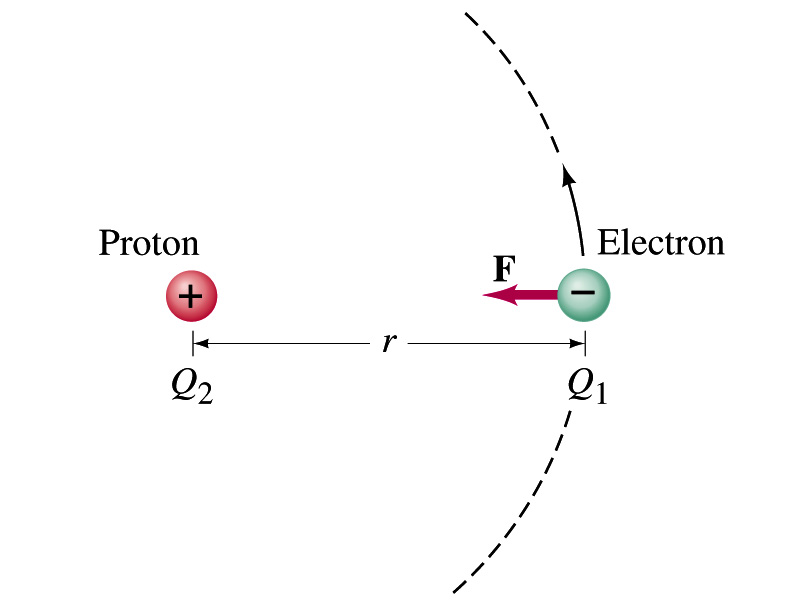 Proton
Electron
F
+
−
r
Q2
Q1